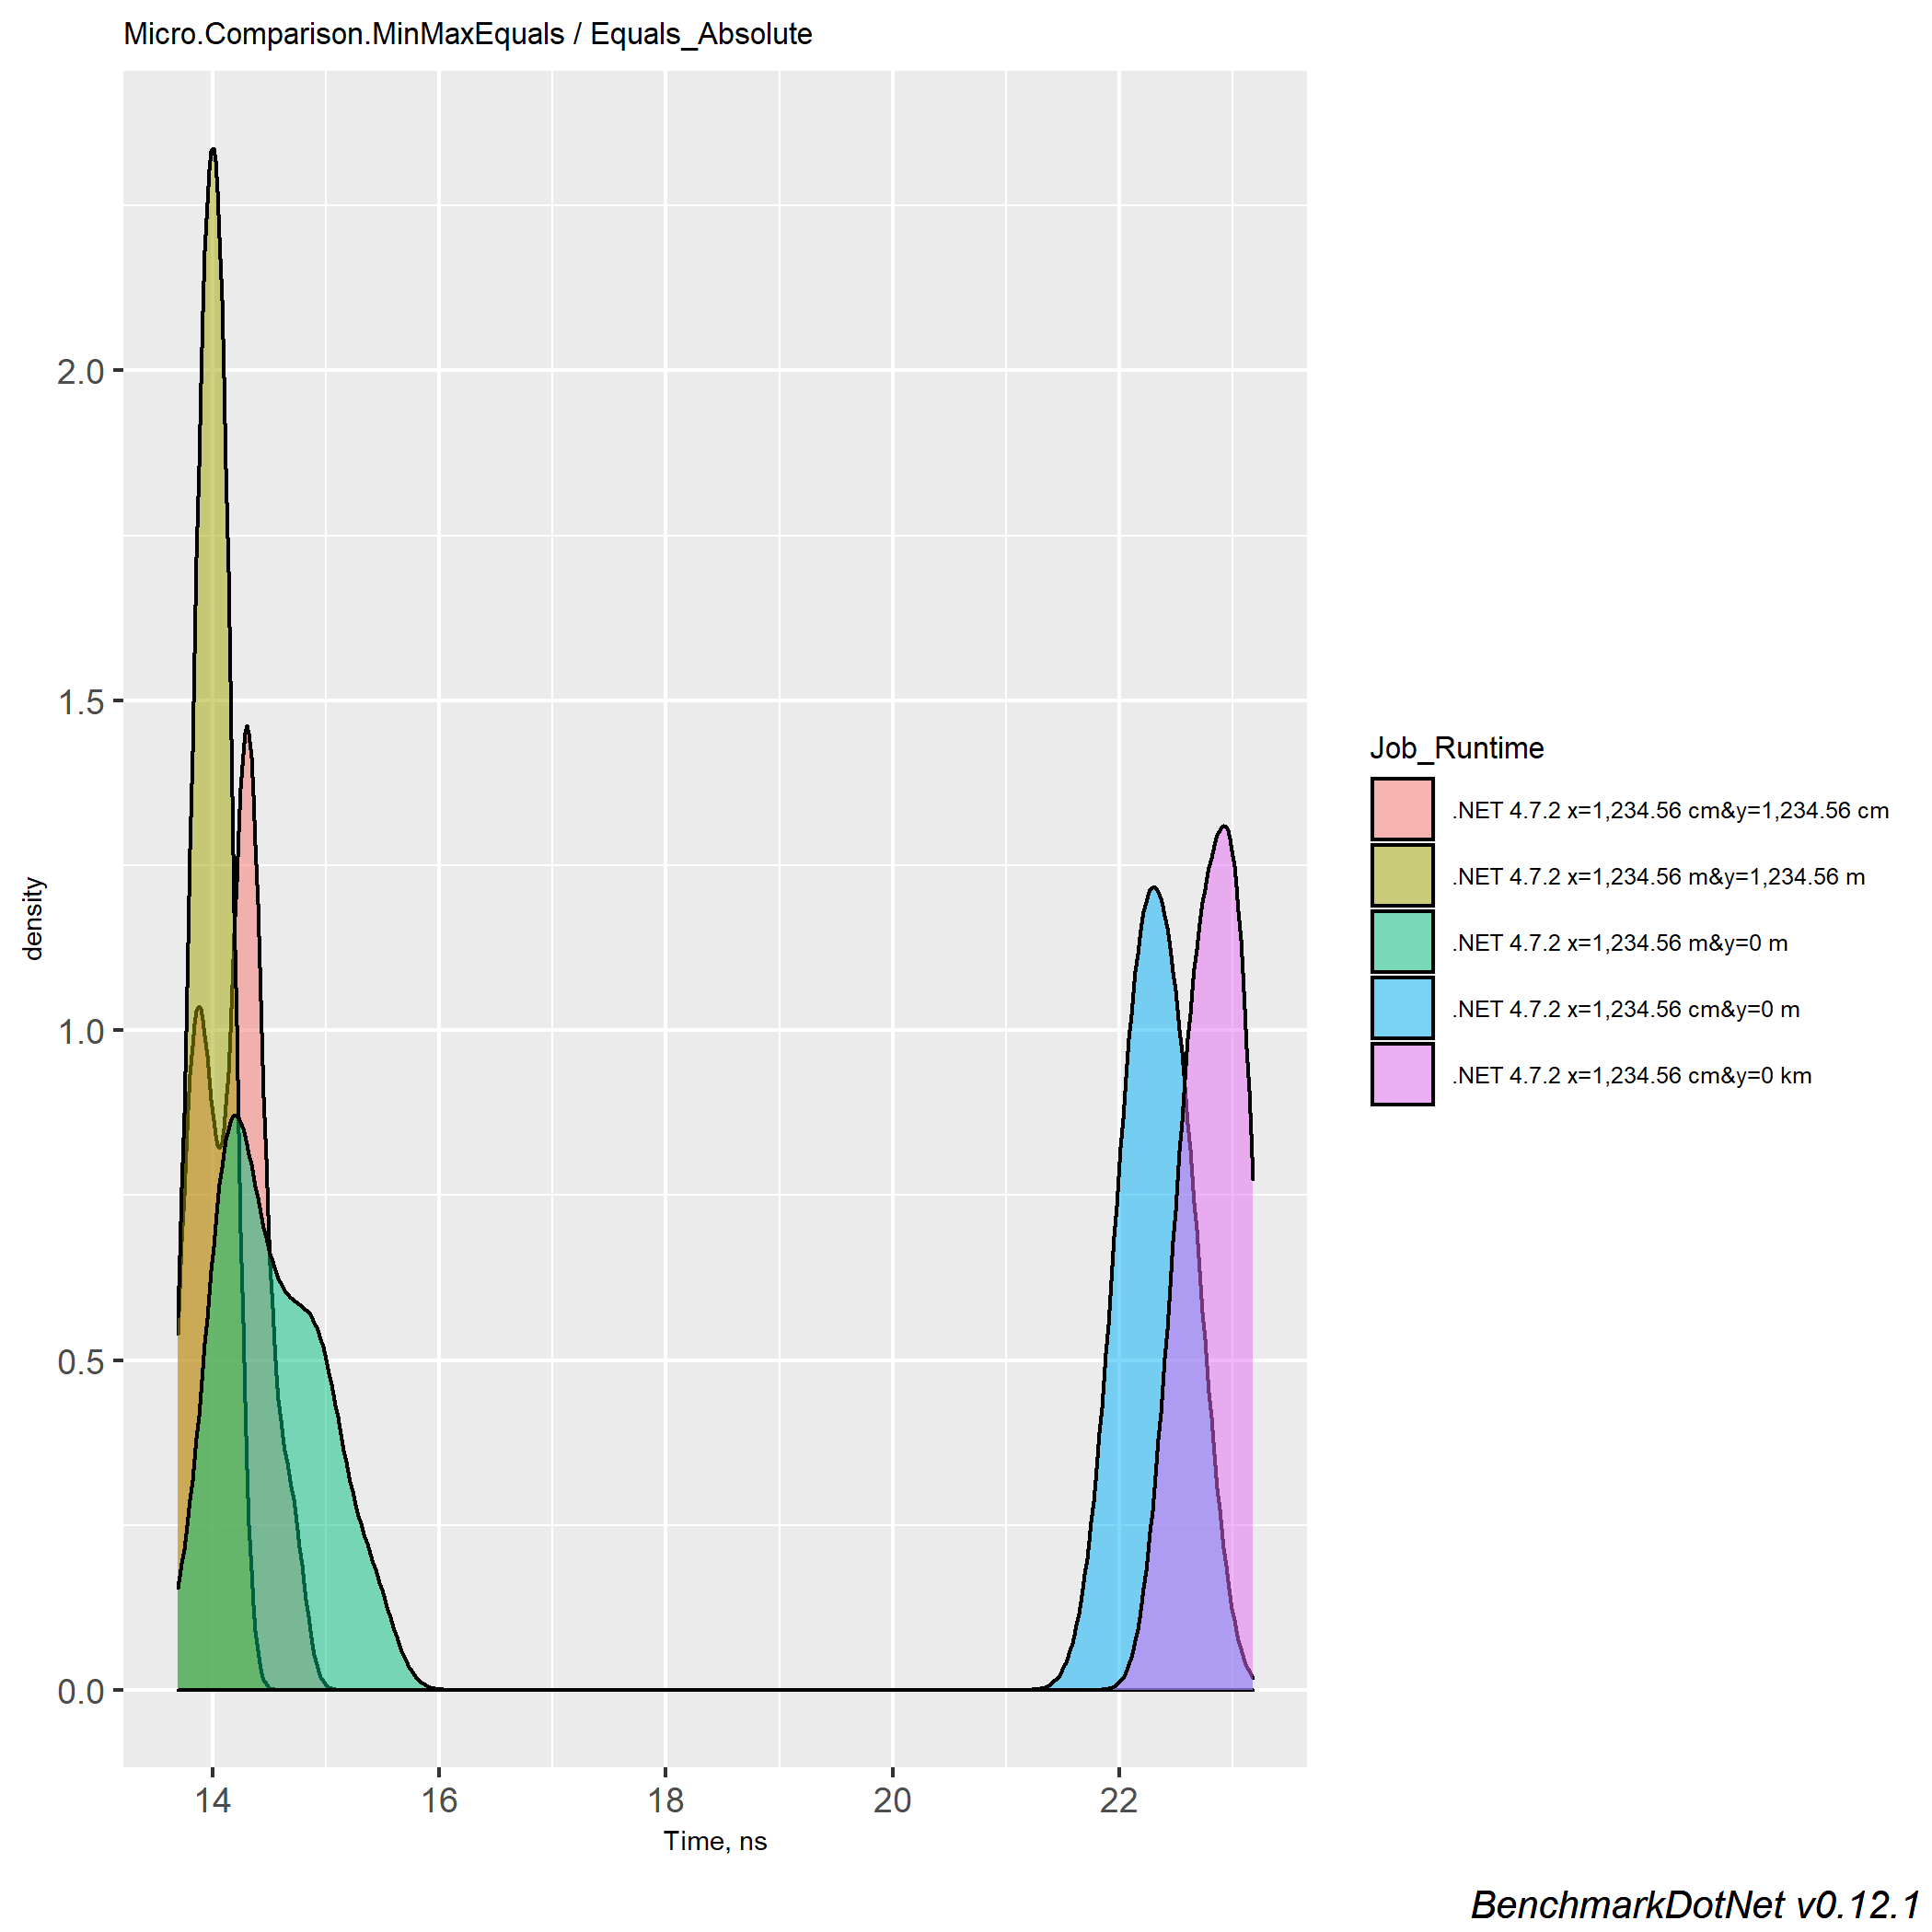 Micro.Comparison.MinMaxEquals / Equals_Absolute
density
2.0
1.5
1.0
0.5
0.0
14 16 18 20 22
Time, ns
Job_Runtime
.NET 4.7.2 x=1,234.56 cm&y=1,234.56 cm
.NET 4.7.2 x=1,234.56 m&y=1,234.56 m
.NET 4.7.2 x=1,234.56 m&y=0 m
.NET 4.7.2 x=1,234.56 cm&y=0 m
.NET 4.7.2 x=1,234.56 cm&y=0 km
BenchmarkDotNet v0.12.1